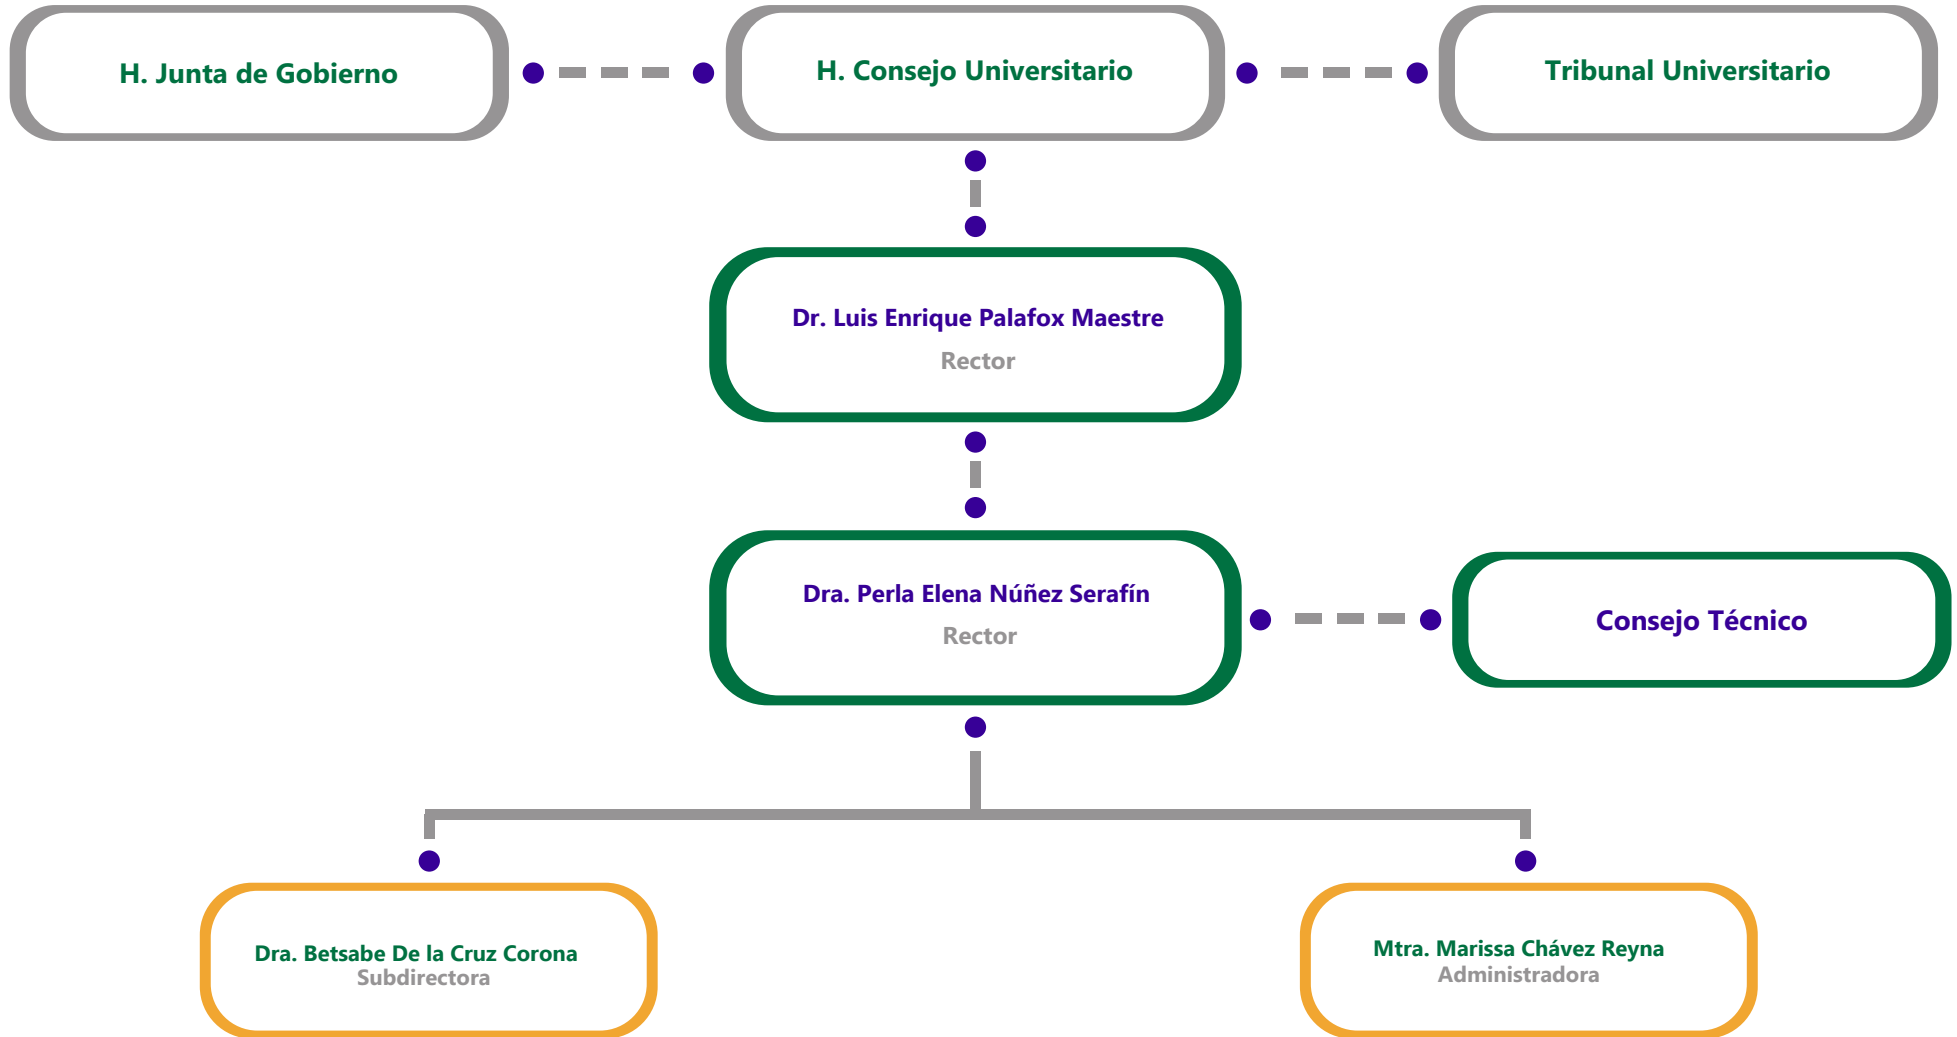 H. Junta de Gobierno
H. Consejo Universitario
Tribunal Universitario
Dr. Luis Enrique Palafox Maestre
Rector
Dra. Perla Elena Núñez Serafín
Rector
Consejo Técnico
Dra. Betsabe De la Cruz Corona
Subdirectora
Mtra. Marissa Chávez Reyna
Administradora